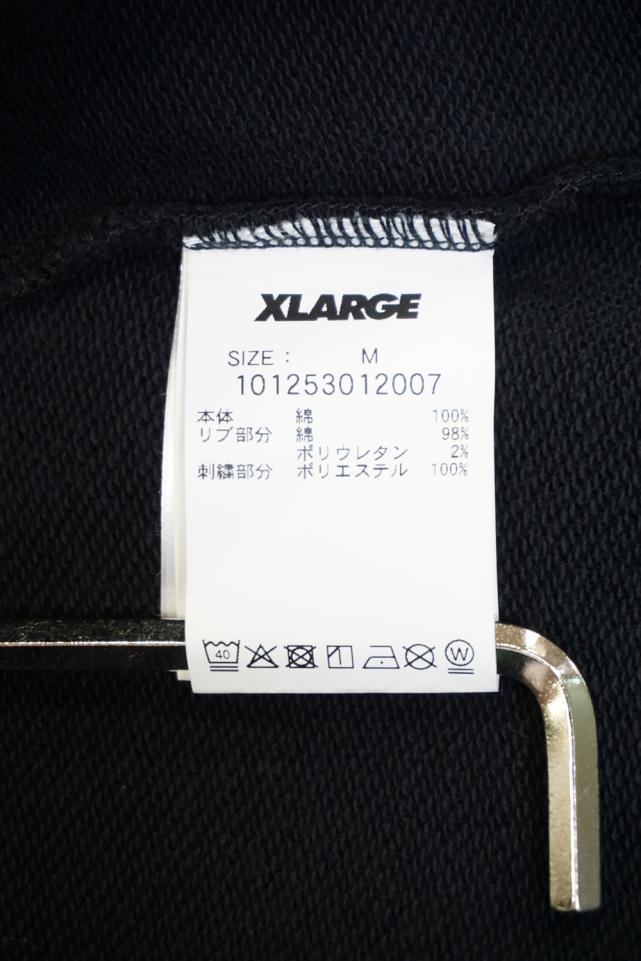 XLARGE
SIZE : M
101253012007
本体 綿 100%
リブ部分 綿 98%
ポリウレタン 2%
刺繍部分 ポリエステル 100%
40 W